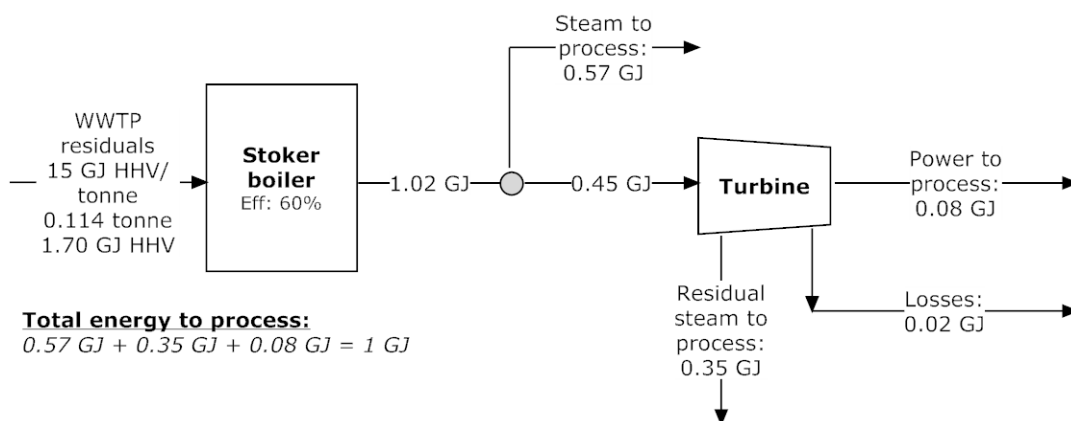 Steam to
process:
0.57 GJ
WWTP
residuals
15 GJ HHV/
tonne
0.114 tonne
1.70 GJ HHV
Stoker
boiler
Eff: 60%
1.02 GJ
0.45 GJ
Turbine
Power to
process:
0.08 GJ
Residual
steam to
process:
0.35 GJ
Losses:
0.02 GJ
Total energy to process:
0.57 GJ + 0.35 GJ + 0.08 GJ = 1 GJ